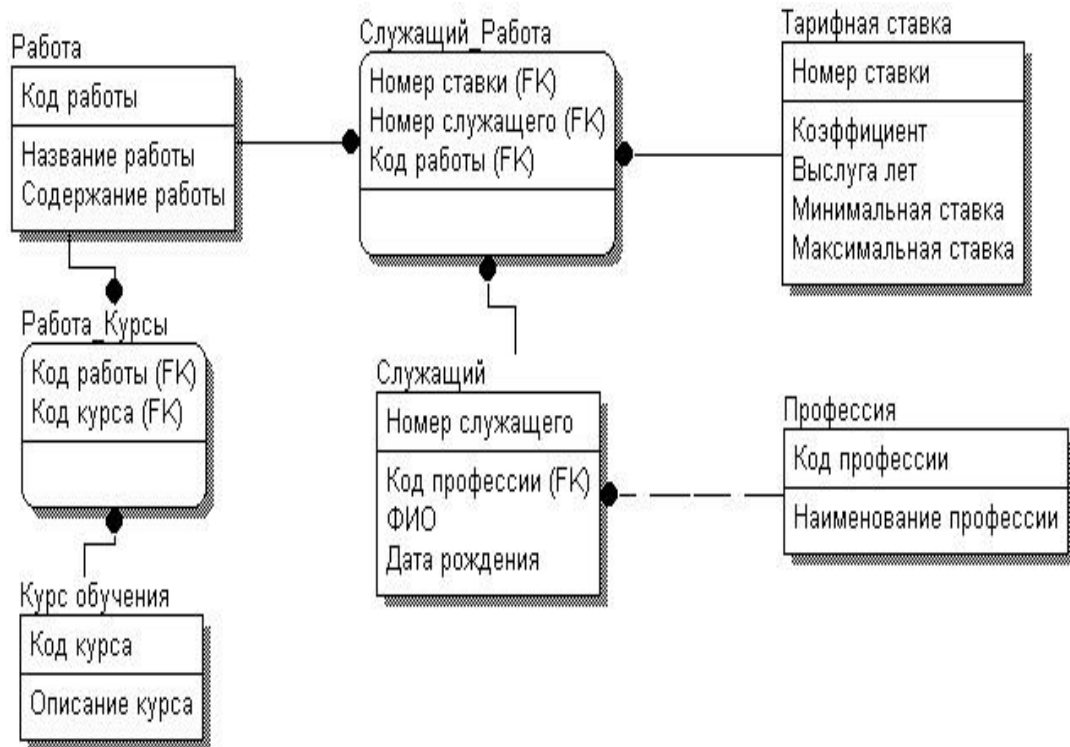 Работа
Код работы
Название работы
Содержание работы
Служащий_Работа
Номер ставки (FK)
Номер служащего (FK)
Код работы (FK)
Тарифная ставка
Номер ставки
Коэффициент
Выслуга лет
Минимальная ставка
Максимальная ставка
Работа_Курсы
Код работы (FK)
Код курса (FK)
Служащий
Номер служащего
Код профессии (FK)
ФИО
Дата рождения
Профессия
Код профессии
Наименование профессии
Курс обучения
Код курса
Описание курса